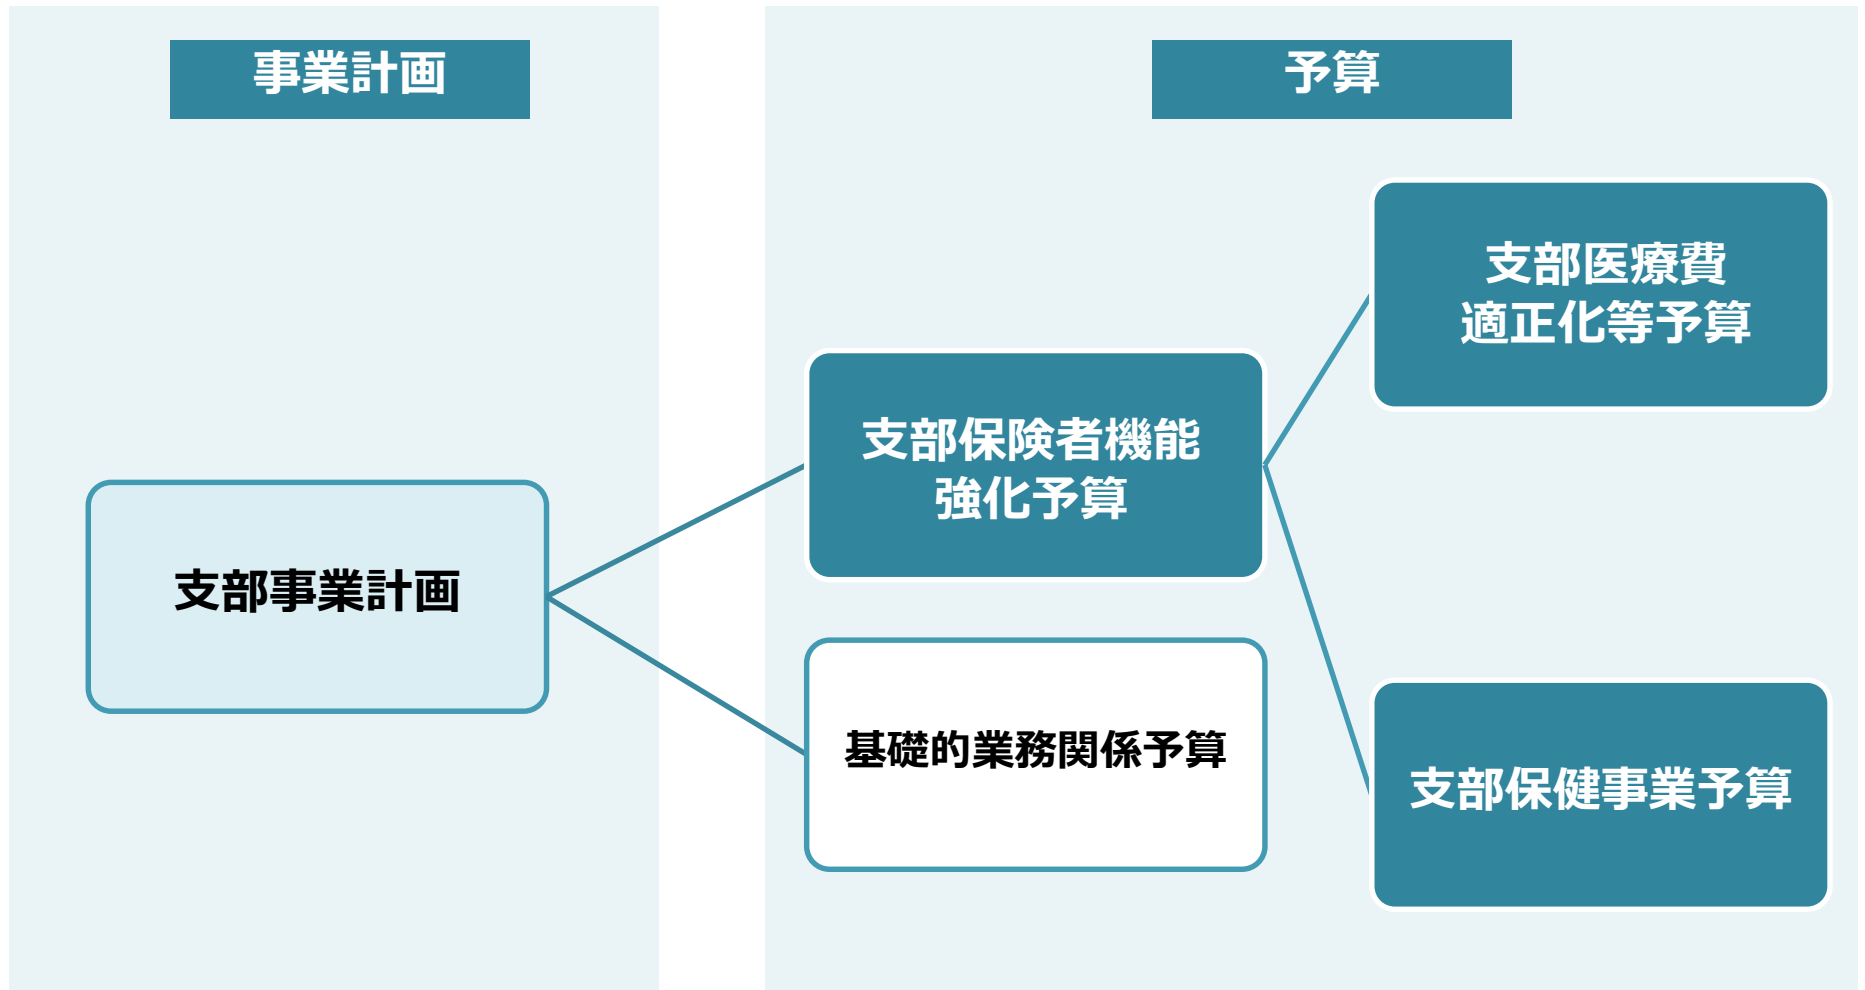 事業計画
予算
支部事業計画
支部保険者機能
強化予算
基礎的業務関係予算
支部医療費
適正化等予算
支部保健事業予算